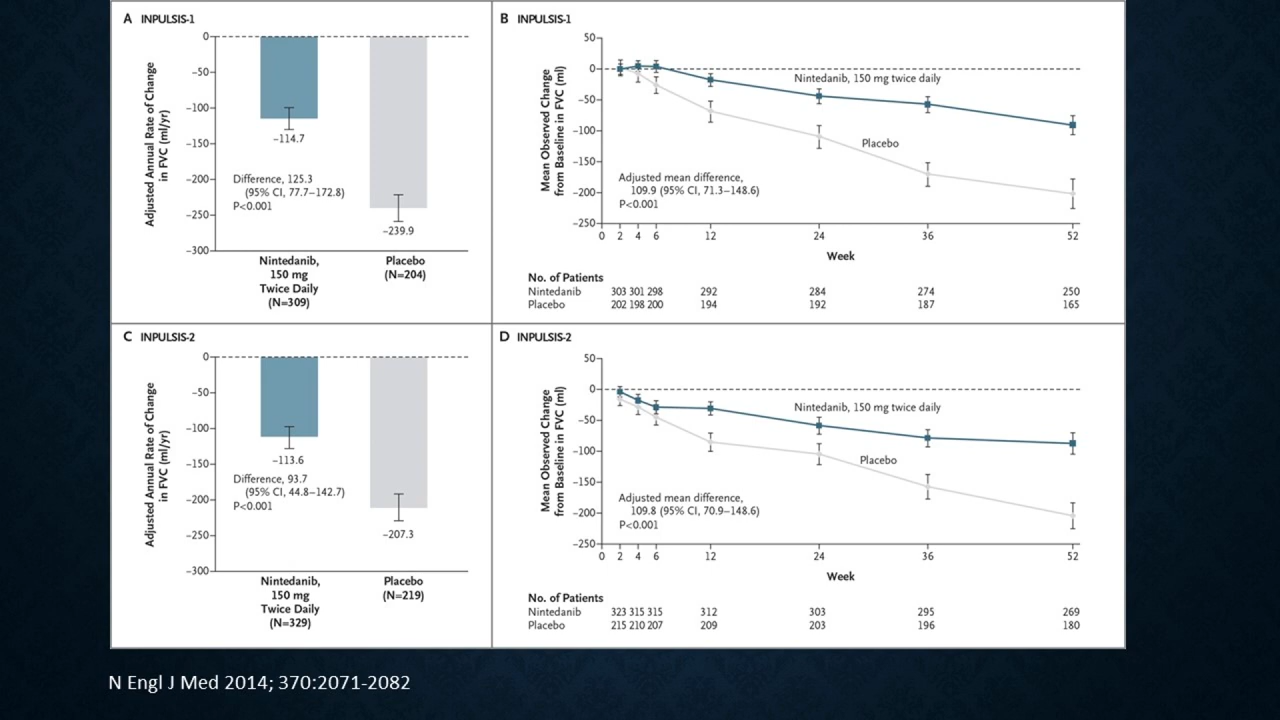 A INPULSIS-1
Adjusted Annual Rate of Change
in FVC (ml/yr)
0
−50
−100
−150
−200
−250
−300
−114.7
−239.9
Difference, 125.3
(95% CI, 77.7–172.8)
P<0.001
Nintedanib,
150 mg
Twice Daily
(N=309)
Placebo
(N=204)
B INPULSIS-1
Mean Observed Change
from Baseline in FVC (ml)
50
0
−50
−100
−150
−200
−250
Nintedanib, 150 mg twice daily
Placebo
Adjusted mean difference,
109.9 (95% CI, 71.3–148.6)
P<0.001
0 2 4 6 12 24 36 52
Week
No. of Patients
Nintedanib 303 301 298 292 284 274 250
Placebo 202 198 200 194 192 187 165
C INPULSIS-2
Adjusted Annual Rate of Change
in FVC (ml/yr)
0
−50
−100
−150
−200
−250
−300
−113.6
−207.3
Difference, 93.7
(95% CI, 44.8–142.7)
P<0.001
Nintedanib,
150 mg
Twice Daily
(N=329)
Placebo
(N=219)
D INPULSIS-2
Mean Observed Change
from Baseline in FVC (ml)
50
0
−50
−100
−150
−200
−250
Nintedanib, 150 mg twice daily
Placebo
Adjusted mean difference,
109.8 (95% CI, 70.9–148.6)
P<0.001
0 2 4 6 12 24 36 52
Week
No. of Patients
Nintedanib 323 315 315 312 303 295 269
Placebo 215 210 207 209 203 196 180
N Engl J Med 2014; 370:2071-2082